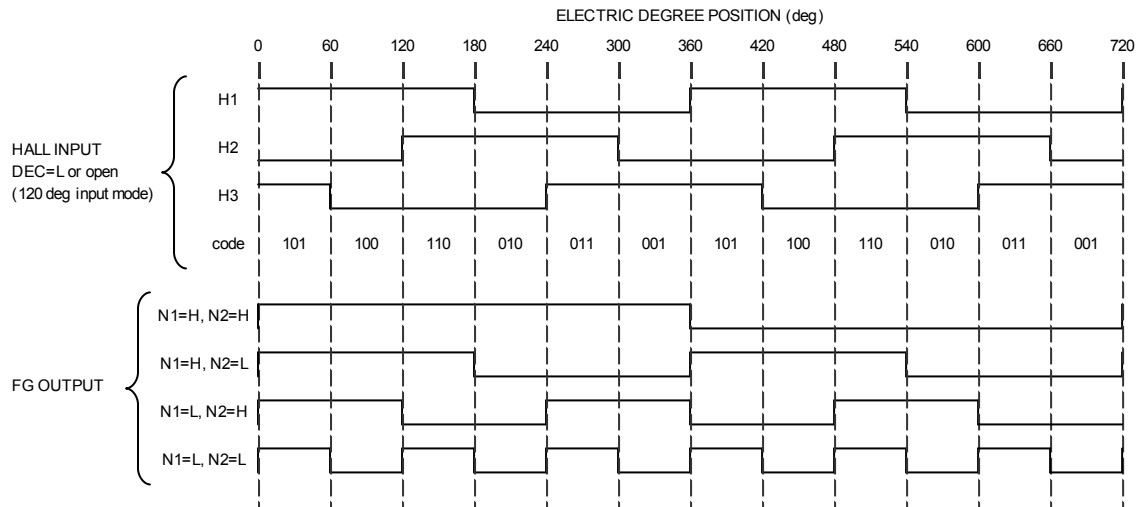 ELECTRIC DEGREE POSITION (deg)
0 60 120 180 240 300 360 420 480 540 600 660 720
H1
HALL INPUT
DEC=L or open
(120 deg input mode)
H2
H3
code 101 100 110 010 011 001 101 100 110 010 011 001
FG OUTPUT
N1=H, N2=H
N1=H, N2=L
N1=L, N2=H
N1=L, N2=L